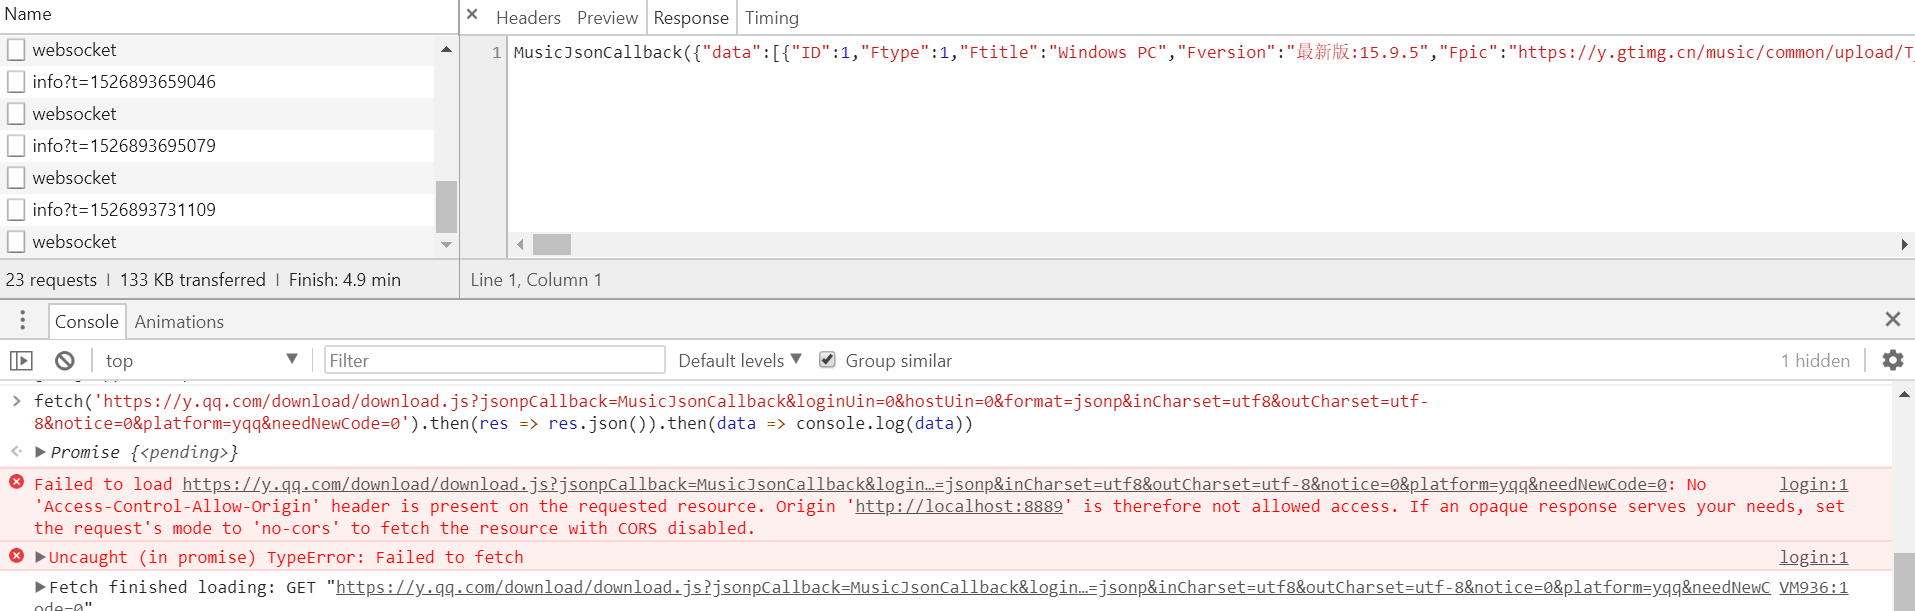 Name
× Headers Preview Response Timing
websocket
info?t=1526893659046
websocket
info?t=1526893695079
websocket
info?t=1526893731109
websocket
1 MusicJsonCallback({"data":[{"ID":1,"Ftype":1,"Ftitle":"Windows PC","Fversion":"最新版:15.9.5","Fpic":"https://y.gtimg.cn/music/common/upload/T_
23 requests | 133 KB transferred | Finish: 4.9 min
Line 1, Column 1
Console Animations
top Filter Default levels Group similar 1 hidden
> fetch('https://y.qq.com/download/download.js?jsonpCallback=MusicJsonCallback&loginUin=0&hostUin=0&format=jsonp&inCharset=utf8&outCharset=utf-
8&notice=0&platform=yqq&needNewCode=0').then(res => res.json()).then(data => console.log(data))
Promise {<pending>}
Failed to load https://y.qq.com/download/download.js?jsonpCallback=MusicJsonCallback&login…=jsonp&inCharset=utf8&outCharset=utf-8&notice=0&platform=yqq&needNewCode=0: No login:1
'Access-Control-Allow-Origin' header is present on the requested resource. Origin 'http://localhost:8889' is therefore not allowed access. If an opaque response serves your needs, set
the request's mode to 'no-cors' to fetch the resource with CORS disabled.
Uncaught (in promise) TypeError: Failed to fetch login:1
Fetch finished loading: GET "https://y.qq.com/download/download.js?jsonpCallback=MusicJsonCallback&login…=jsonp&inCharset=utf8&outCharset=utf-8&notice=0&platform=yqq&needNewC VM936:1
ode=0"